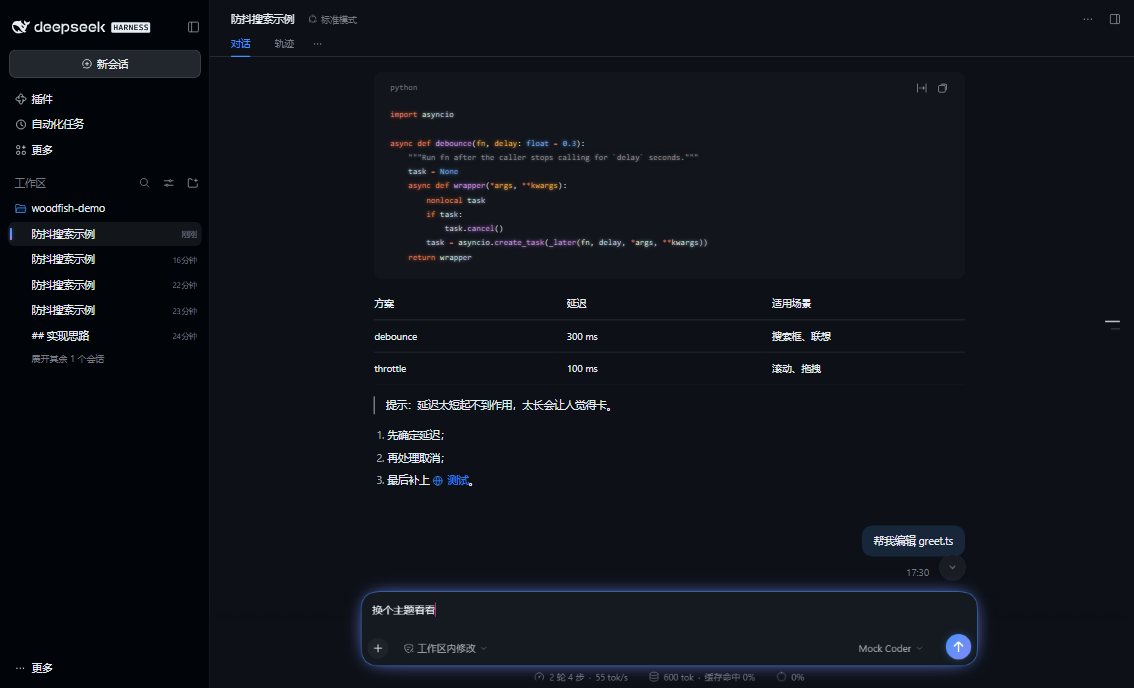 deepseek HARNESS
新会话
插件
自动化任务
更多
工作区
woodfish-demo
防抖搜索示例 刚刚
防抖搜索示例 16分钟
防抖搜索示例 22分钟
防抖搜索示例 23分钟
## 实现思路 24分钟
展开其余 1 个会话
··· 更多
防抖搜索示例 标准模式 ···
对话 轨迹 ···
python
import asyncio
async def debounce(fn, delay: float = 0.3):
"""Run fn after the caller stops calling for `delay` seconds."""
task = None
async def wrapper(*args, **kwargs):
nonlocal task
if task:
task.cancel()
task = asyncio.create_task(_later(fn, delay, *args, **kwargs))
return wrapper
方案 延迟 适用场景
debounce 300 ms 搜索框、联想
throttle 100 ms 滚动、拖拽
提示：延迟太短起不到作用，太长会让人觉得卡。
1. 先确定延迟；
2. 再处理取消；
3. 最后补上 测试。
帮我编辑 greet.ts
17:30
换个主题看看
+ 工作区内修改 Mock Coder
2 轮 4 步 · 55 tok/s 600 tok · 缓存命中 0% 0%